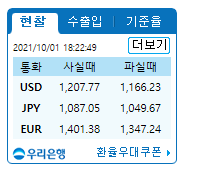 현찰 수출입 기준율
2021/10/01 18:22:49 더보기
통화 사실때 파실때
USD 1,207.77 1,166.23
JPY 1,087.05 1,049.67
EUR 1,401.38 1,347.24
우리은행 환율우대쿠폰